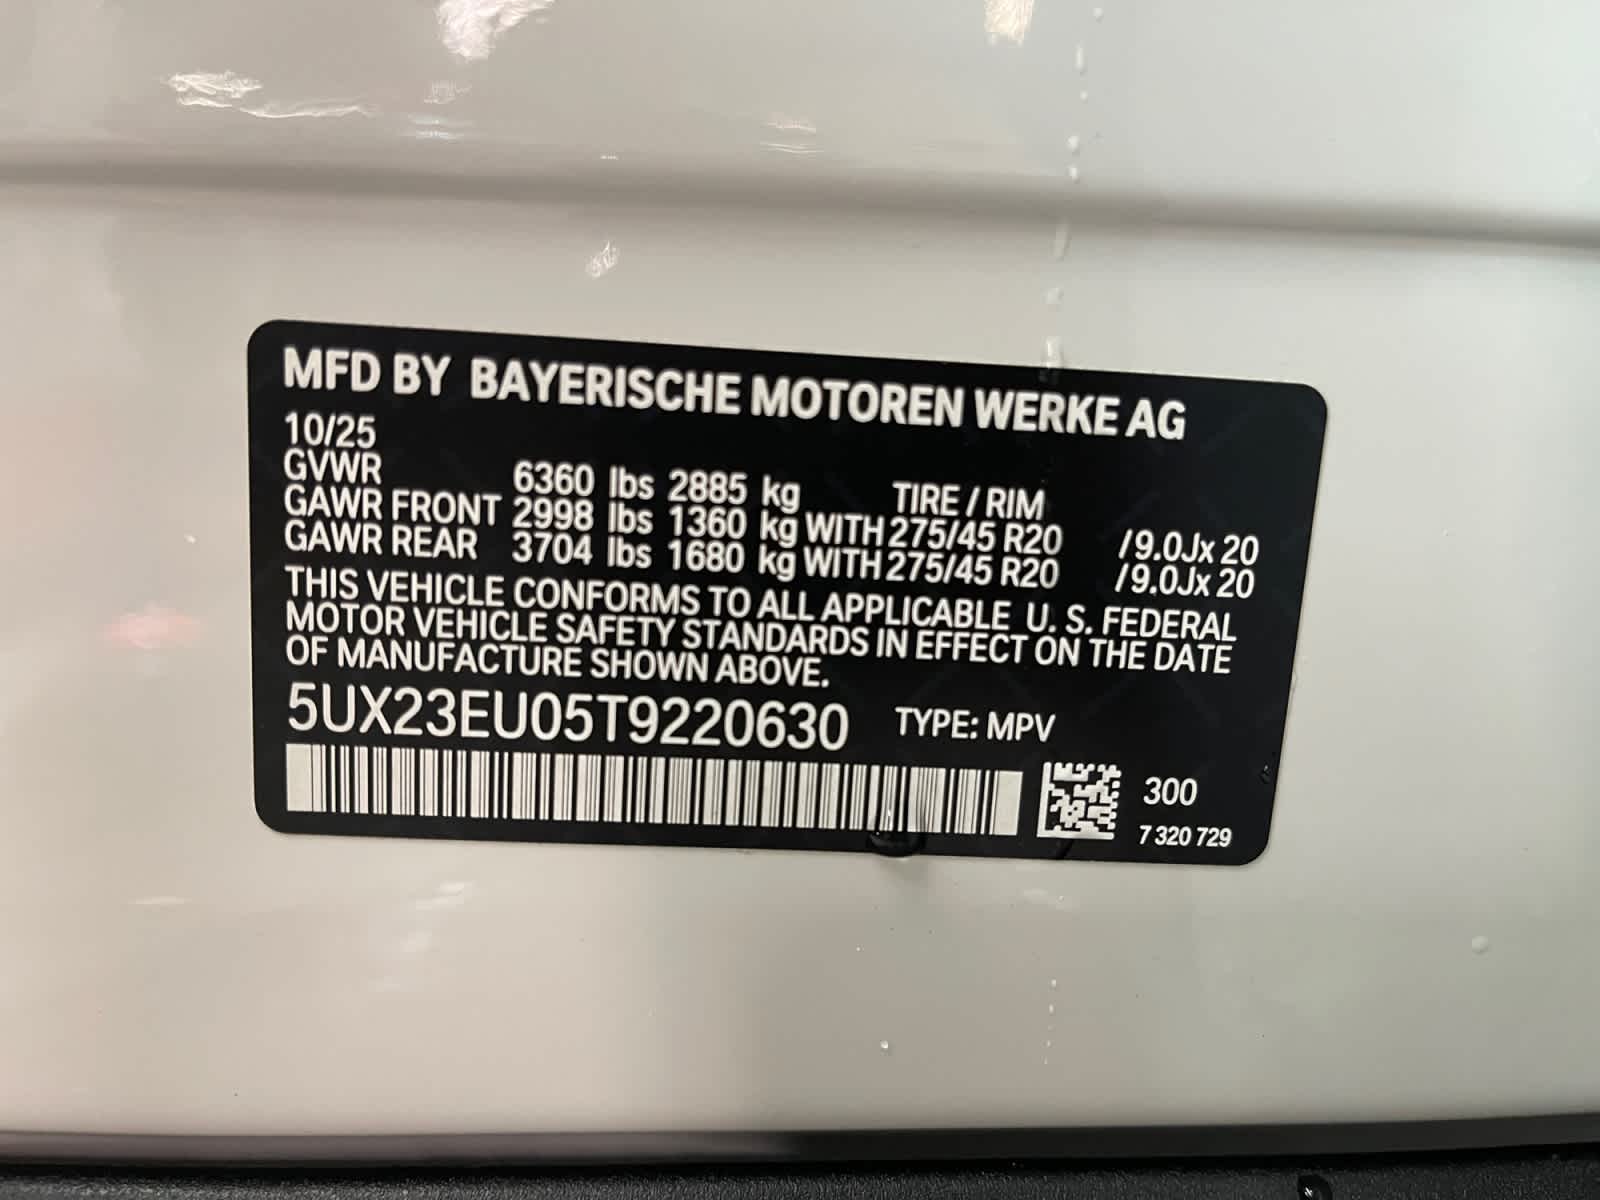 MFD BY BAYERISCHE MOTOREN WERKE AG
10/25
GVWR 6360 lbs 2885 kg TIRE / RIM
GAWR FRONT 2998 lbs 1360 kg WITH 275/45 R20 /9.0Jx 20
GAWR REAR 3704 lbs 1680 kg WITH 275/45 R20 /9.0Jx 20
THIS VEHICLE CONFORMS TO ALL APPLICABLE U. S. FEDERAL
MOTOR VEHICLE SAFETY STANDARDS IN EFFECT ON THE DATE
OF MANUFACTURE SHOWN ABOVE.
5UX23EU05T9220630 TYPE: MPV
300
7 320 729